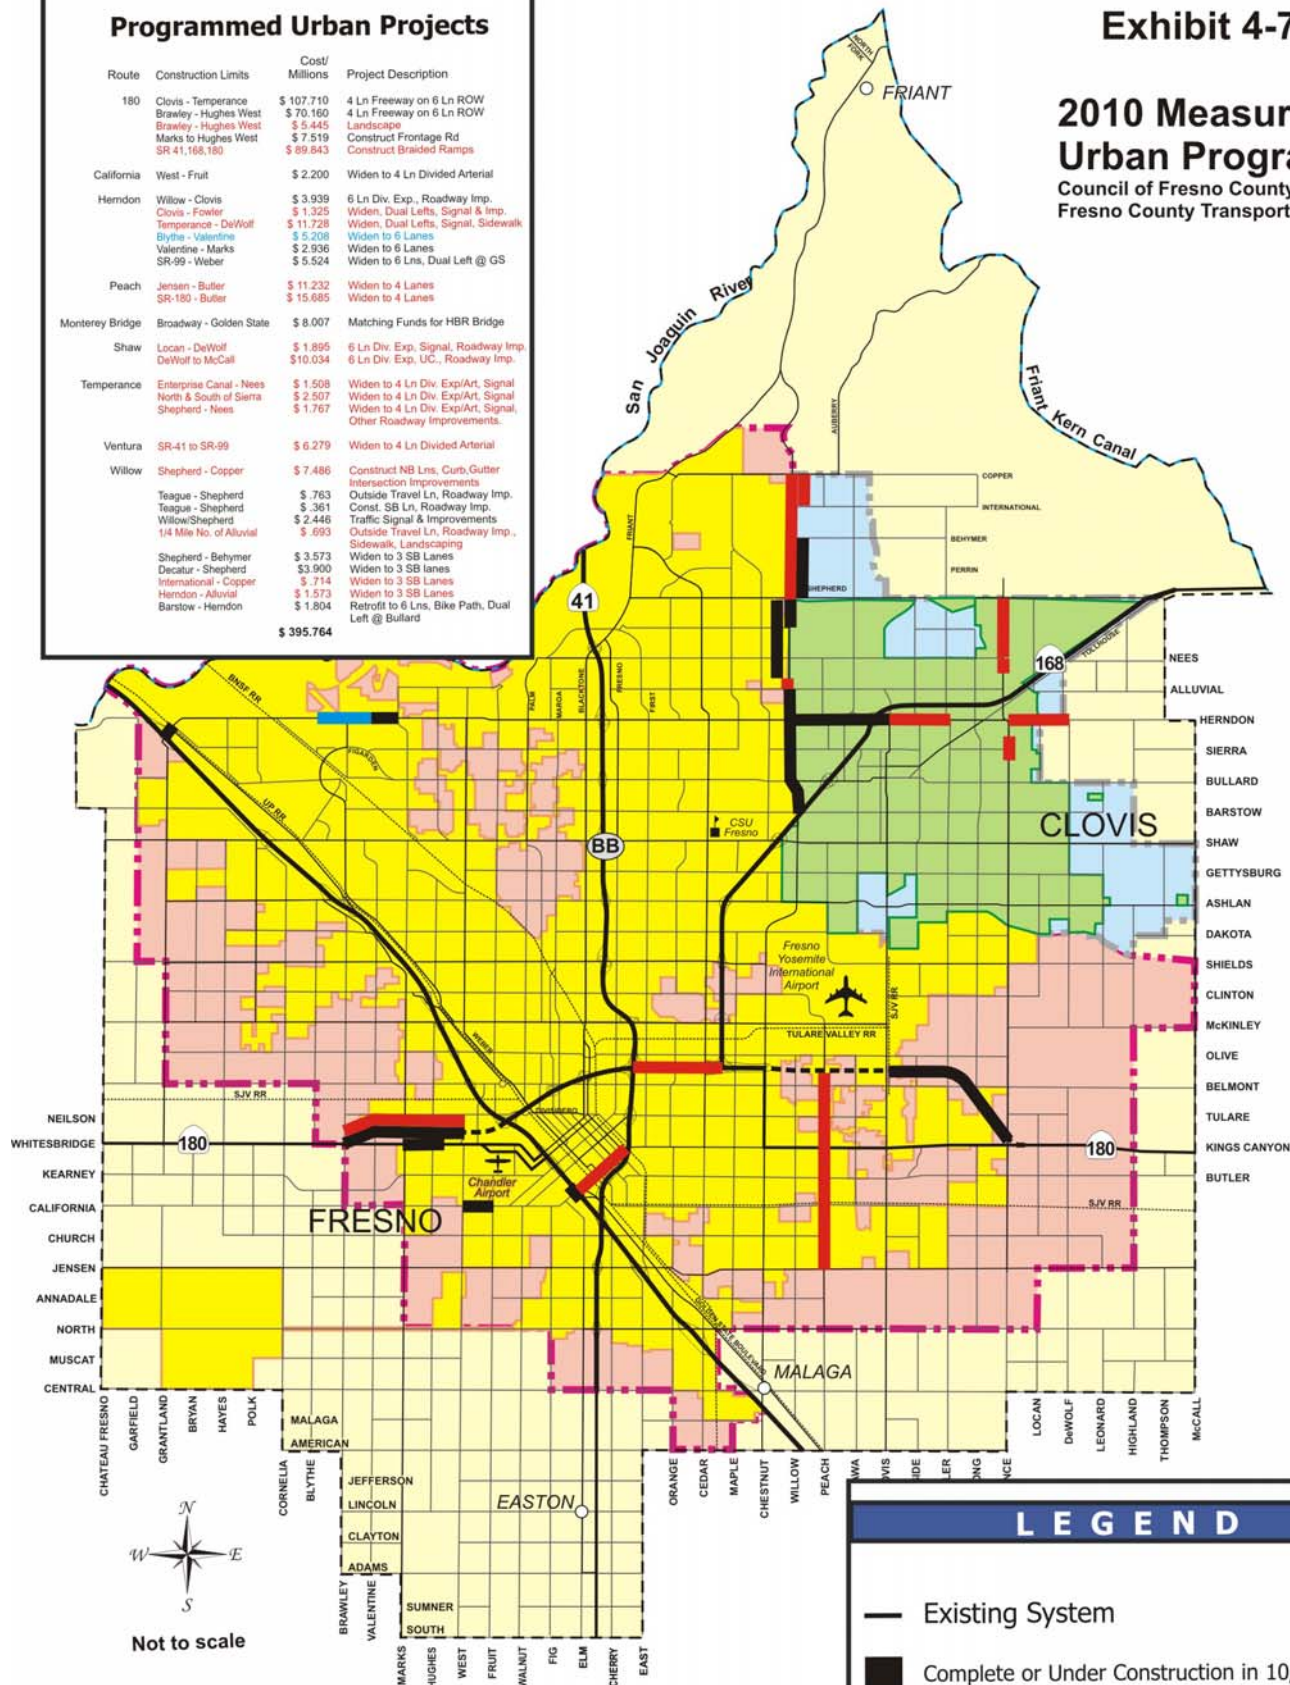 Programmed Urban Projects
Route Construction Limits Cost/ Millions Project Description
180 Clovis - Temperance $ 107.710 4 Ln Freeway on 6 Ln ROW
Brawley - Hughes West $ 70.160 4 Ln Freeway on 6 Ln ROW
Brawley - Hughes West $ 5.445 Landscape
Marks to Hughes West $ 7.519 Construct Frontage Rd
SR 41,168,180 $ 89.843 Construct Braided Ramps
California West - Fruit $ 2.200 Widen to 4 Ln Divided Arterial
Herndon Willow - Clovis $ 3.939 6 Ln Div. Exp., Roadway Imp.
Clovis - Fowler $ 1.325 Widen, Dual Lefts, Signal & Imp.
Temperance - DeWolf $ 11.728 Widen, Dual Lefts, Signal, Sidewalk
Blythe - Valentine $ 5.208 Widen to 6 Lanes
Valentine - Marks $ 2.936 Widen to 6 Lanes
SR-99 - Weber $ 5.524 Widen to 6 Lns, Dual Left @ GS
Peach Jensen - Butler $ 11.232 Widen to 4 Lanes
SR-180 - Butler $ 15.685 Widen to 4 Lanes
Monterey Bridge Broadway - Golden State $ 8.007 Matching Funds for HBR Bridge
Shaw Locan - DeWolf $ 1.895 6 Ln Div. Exp, Signal, Roadway Imp.
DeWolf to McCall $10.034 6 Ln Div. Exp, UC., Roadway Imp.
Temperance Enterprise Canal - Nees $ 1.508 Widen to 4 Ln Div. Exp/Art, Signal
North & South of Sierra $ 2.507 Widen to 4 Ln Div. Exp/Art, Signal
Shepherd - Nees $ 1.767 Widen to 4 Ln Div. Exp/Art, Signal,
Other Roadway Improvements.
Ventura SR-41 to SR-99 $ 6.279 Widen to 4 Ln Divided Arterial
Willow Shepherd - Copper $ 7.486 Construct NB Lns, Curb,Gutter
Intersection Improvements
Teague - Shepherd $ .763 Outside Travel Ln, Roadway Imp.
Teague - Shepherd $ .361 Const. SB Ln, Roadway Imp.
Willow/Shepherd $ 2.446 Traffic Signal & Improvements
1/4 Mile No. of Alluvial $ .693 Outside Travel Ln, Roadway Imp.,
Sidewalk, Landscaping
Shepherd - Behymer $ 3.573 Widen to 3 SB Lanes
Decatur - Shepherd $3.900 Widen to 3 SB lanes
International - Copper $ .714 Widen to 3 SB Lanes
Herndon - Alluvial $ 1.573 Widen to 3 SB Lanes
Barstow - Herndon $ 1.804 Retrofit to 6 Lns, Bike Path, Dual
Left @ Bullard
$ 395.764
Exhibit 4-7
2010 Measur
Urban Progra
Council of Fresno County
Fresno County Transport
NORTH
FORK
FRIANT
San Joaquin River
Friant Kern Canal
AUBERRY
COPPER
INTERNATIONAL
BEHYMER
PERRIN
SHEPHERD
FRIANT
41
168
TOLLHOUSE
NEES
ALLUVIAL
HERNDON
SIERRA
BULLARD
BARSTOW
SHAW
GETTYSBURG
ASHLAN
DAKOTA
SHIELDS
CLINTON
McKINLEY
OLIVE
BELMONT
TULARE
KINGS CANYON
BUTLER
BNSF RR
PALM
MAROA
BLACKTONE
FRESNO
FIRST
FIGARDEN
UP RR
CSU
Fresno
BB
CLOVIS
Fresno
Yosemite
International
Airport
SJV RR
TULARE VALLEY RR
WEBER
SJV RR
DIVISADERO
180
180
Chandler
Airport
SJV RR
FRESNO
GOLDEN STATE BOULEVARD
MALAGA
EASTON
NEILSON
WHITESBRIDGE
KEARNEY
CALIFORNIA
CHURCH
JENSEN
ANNADALE
NORTH
MUSCAT
CENTRAL
MALAGA
AMERICAN
JEFFERSON
LINCOLN
CLAYTON
ADAMS
SUMNER
SOUTH
CHATEAU FRESNO
GARFIELD
GRANTLAND
BRYAN
HAYES
POLK
CORNELIA
BLYTHE
BRAWLEY
VALENTINE
MARKS
HUGHES
WEST
FRUIT
WALNUT
FIG
ELM
CHERRY
EAST
ORANGE
CEDAR
MAPLE
CHESTNUT
WILLOW
PEACH
WA
VIS
IDE
LER
ONG
NCE
LOCAN
DeWOLF
LEONARD
HIGHLAND
THOMPSON
McCALL
N
W
E
S
Not to scale
LEGEND
Existing System
Complete or Under Construction in 10,